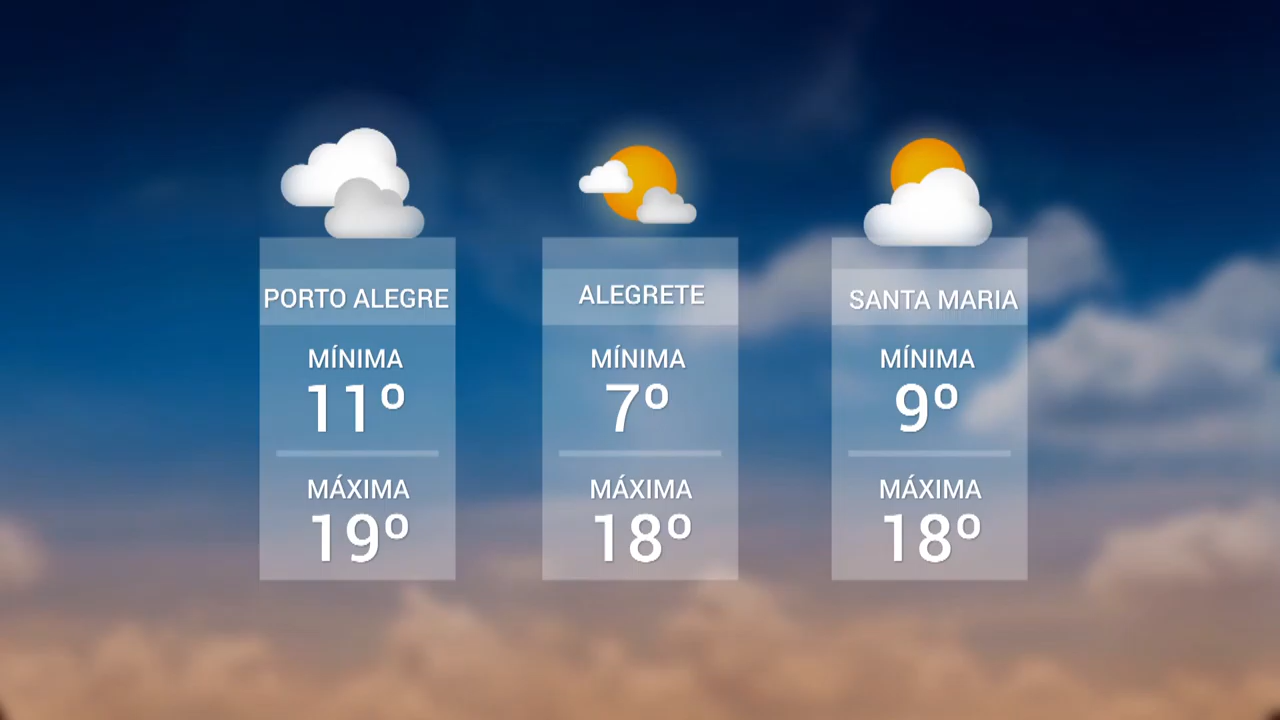 PORTO ALEGRE
MÍNIMA
11º
MÁXIMA
19º
ALEGRETE
MÍNIMA
7º
MÁXIMA
18º
SANTA MARIA
MÍNIMA
9º
MÁXIMA
18º